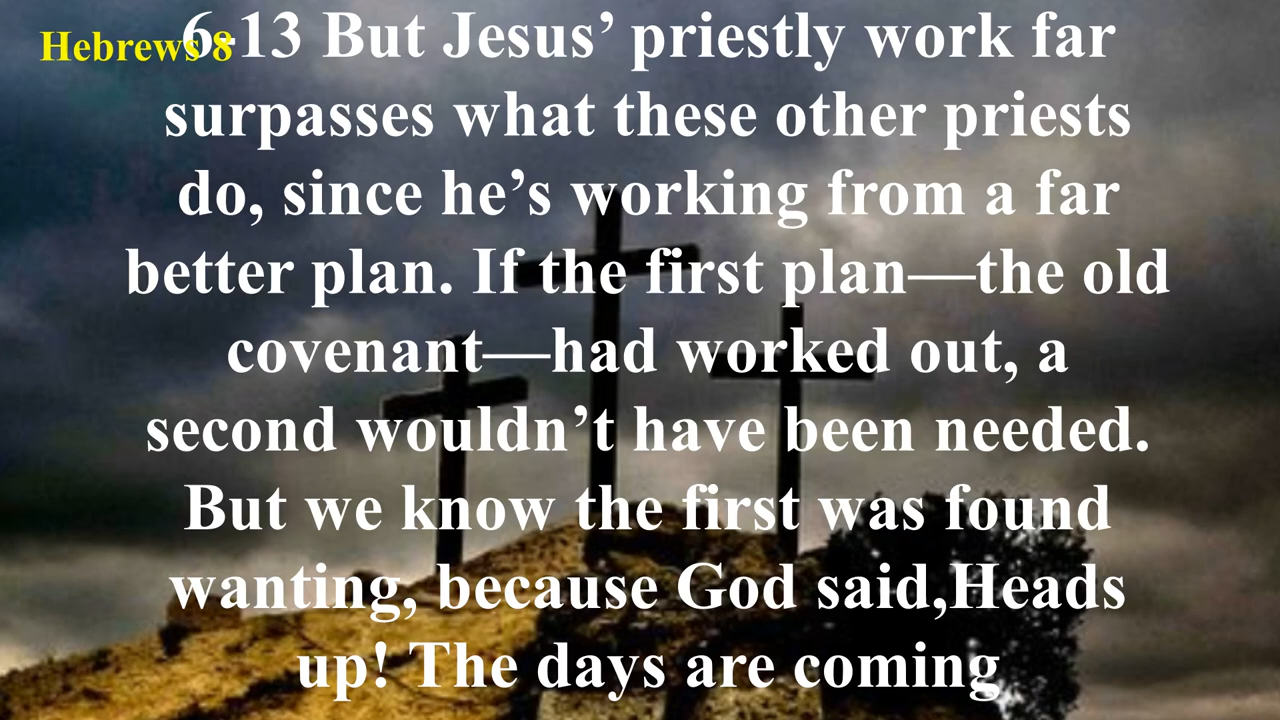 Hebrews 8
6-13 But Jesus’ priestly work far
surpasses what these other priests
do, since he’s working from a far
better plan. If the first plan—the old
covenant—had worked out, a
second wouldn’t have been needed.
But we know the first was found
wanting, because God said,Heads
up! The days are coming